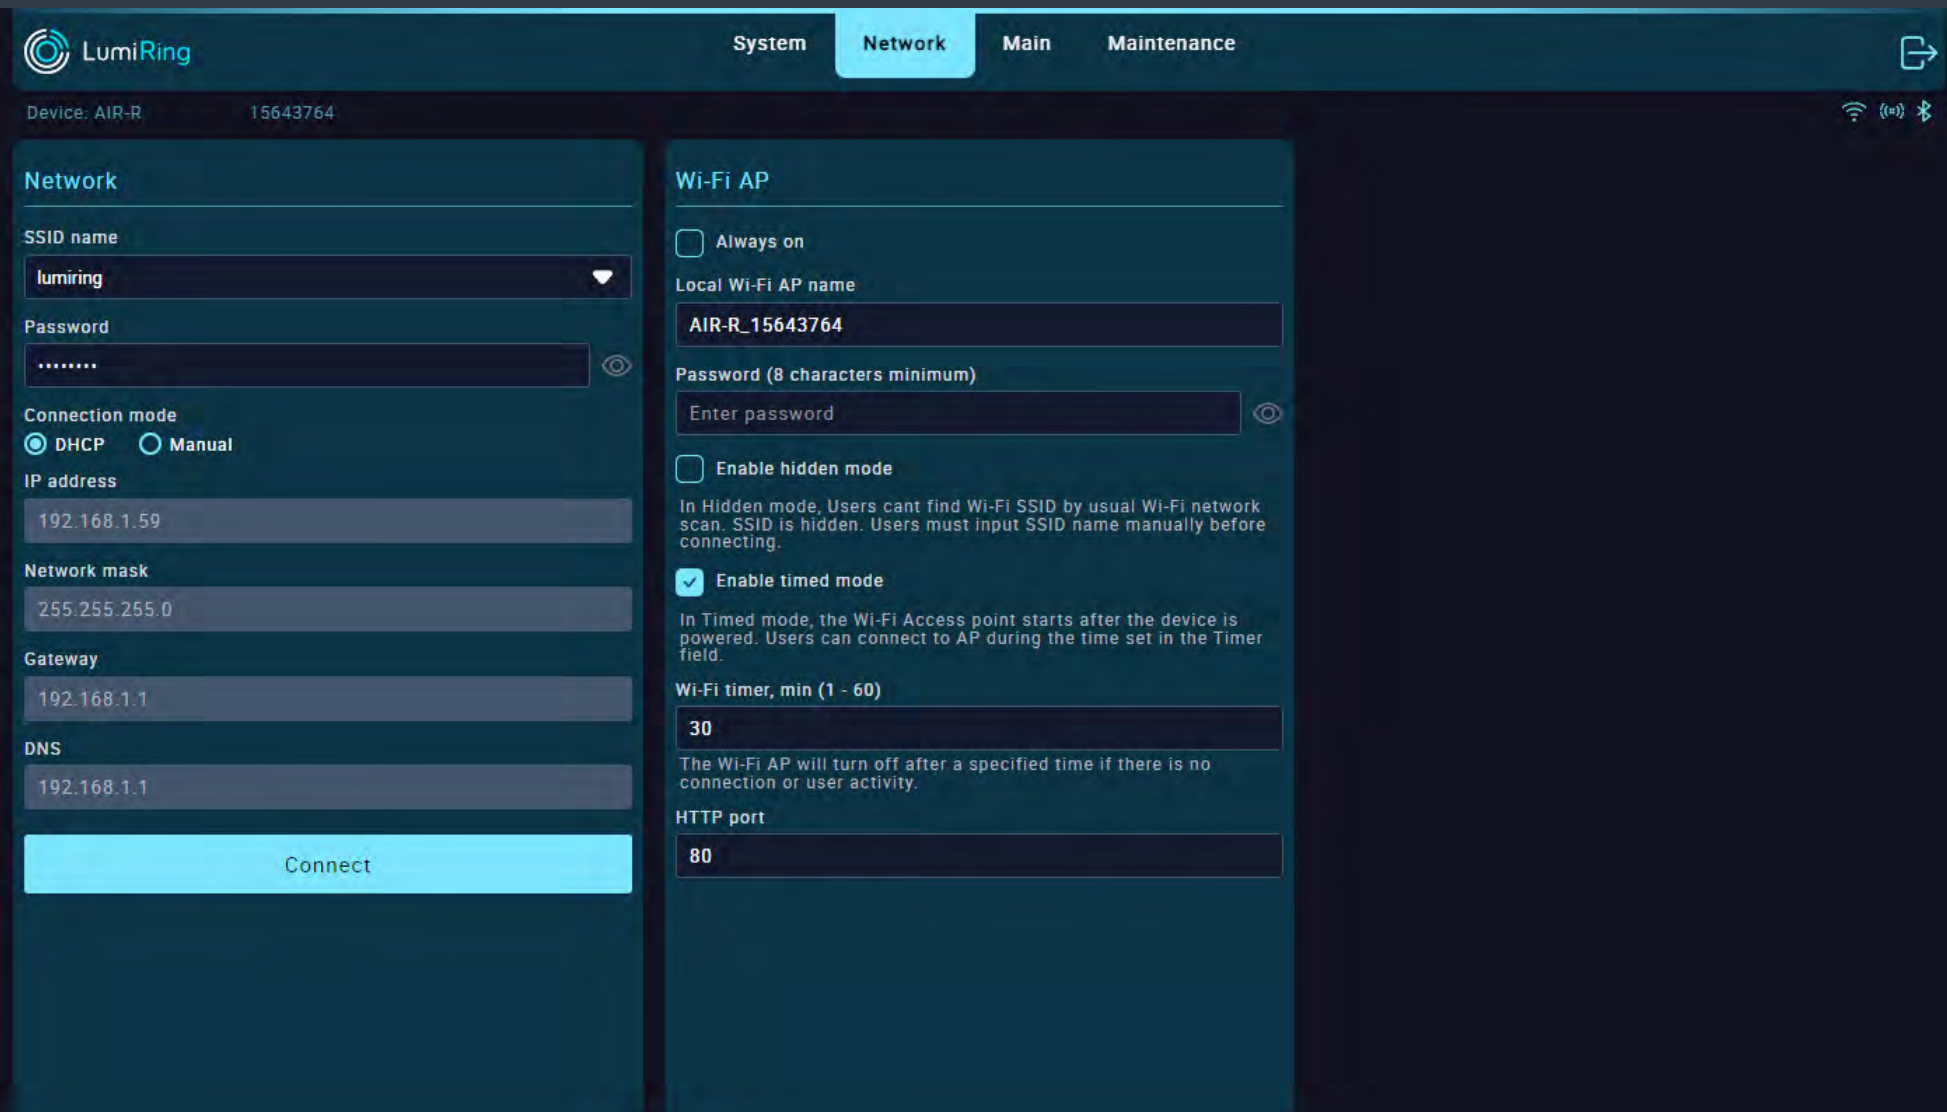 LumiRing
System
Network
Main
Maintenance
Device: AIR-R
15643764
Network
SSID name
lumiring
Password
••••••••
Connection mode
DHCP
Manual
IP address
192.168.1.59
Network mask
255.255.255.0
Gateway
192.168.1.1
DNS
192.168.1.1
Connect
Wi-Fi AP
Always on
Local Wi-Fi AP name
AIR-R_15643764
Password (8 characters minimum)
Enter password
Enable hidden mode
In Hidden mode, Users cant find Wi-Fi SSID by usual Wi-Fi network
scan. SSID is hidden. Users must input SSID name manually before
connecting.
Enable timed mode
In Timed mode, the Wi-Fi Access point starts after the device is
powered. Users can connect to AP during the time set in the Timer
field.
Wi-Fi timer, min (1 - 60)
30
The Wi-Fi AP will turn off after a specified time if there is no
connection or user activity.
HTTP port
80